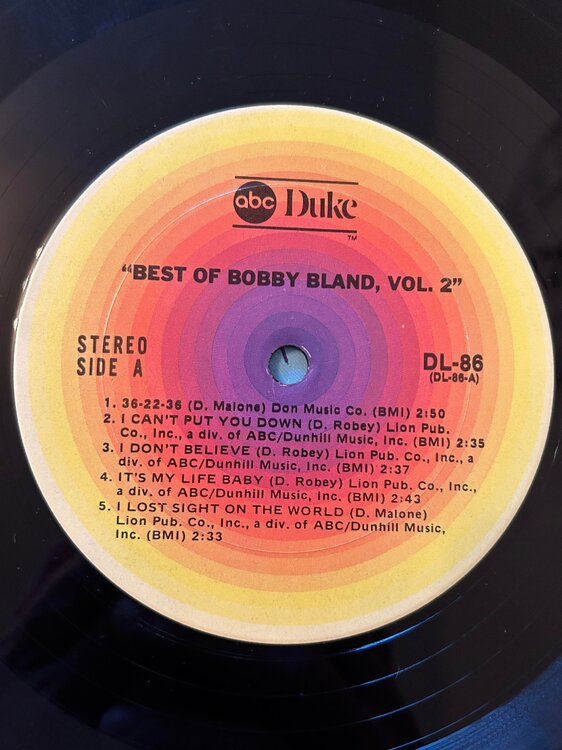 abc Duke
™
"BEST OF BOBBY BLAND, VOL. 2"
STEREO
SIDE A
DL-86
(DL-86-A)
1. 36-22-36 (D. Malone) Don Music Co. (BMI) 2:50
2. I CAN'T PUT YOU DOWN (D. Robey) Lion Pub.
Co., Inc., a div. of ABC/Dunhill Music, Inc. (BMI) 2:35
3. I DON'T BELIEVE (D. Robey) Lion Pub. Co., Inc., a
div. of ABC/Dunhill Music, Inc. (BMI) 2:37
4. IT'S MY LIFE BABY (D. Robey) Lion Pub. Co., Inc.,
a div. of ABC/Dunhill Music, Inc. (BMI) 2:43
5. I LOST SIGHT ON THE WORLD (D. Malone)
Lion Pub. Co., Inc., a div. of ABC/Dunhill Music,
Inc. (BMI) 2:33